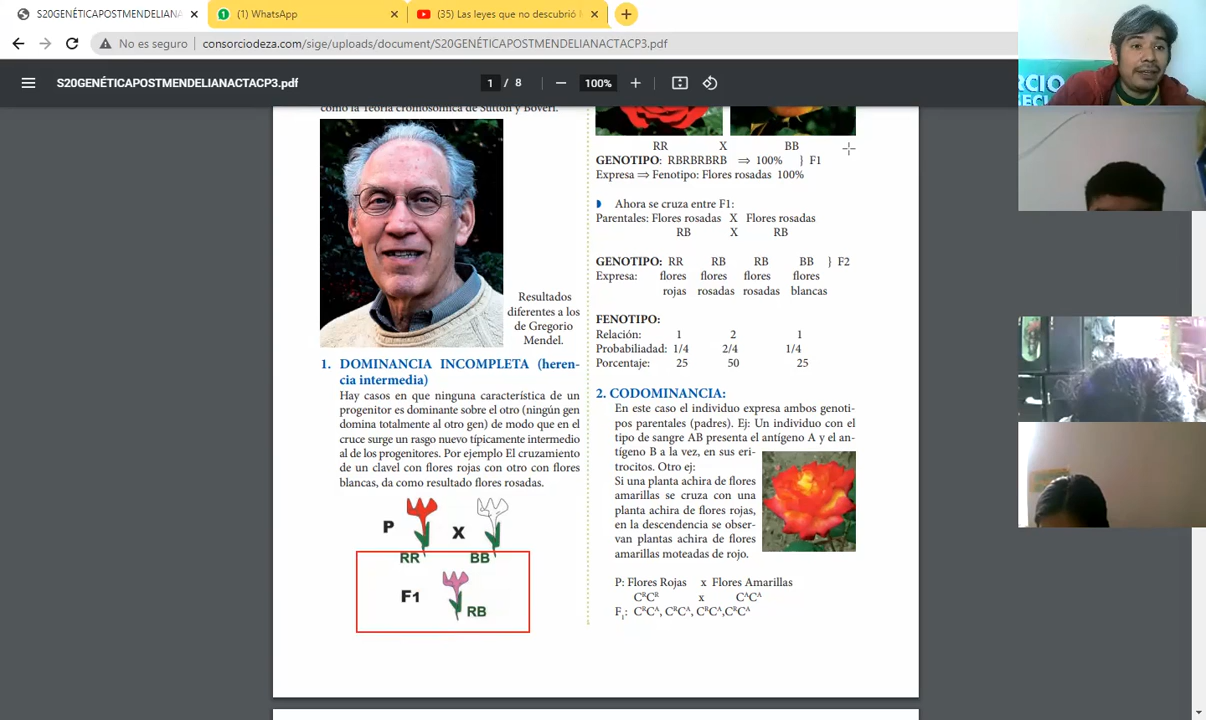 S20GENÉTICAPOSTMENDELIANA
(1) WhatsApp
(35) Las leyes que no descubrió
No es seguro
consorciodeza.com/sige/uploads/document/S20GENÉTICAPOSTMENDELIANACTACP3.pdf
S20GENÉTICAPOSTMENDELIANACTACP3.pdf
1 / 8
100%
como la Teoría cromosómica de Sutton y Boveri.
Resultados
diferentes a los
de Gregorio
Mendel.
1. DOMINANCIA INCOMPLETA (heren-
cia intermedia)
Hay casos en que ninguna característica de un
progenitor es dominante sobre el otro (ningún gen
domina totalmente al otro gen) de modo que en el
cruce surge un rasgo nuevo típicamente intermedio
al de los progenitores. Por ejemplo El cruzamiento
de un clavel con flores rojas con otro con flores
blancas, da como resultado flores rosadas.
P X
RR BB
F1
RB
RR X BB
GENOTIPO: RBRBRBRB ⇒ 100% } F1
Expresa ⇒ Fenotipo: Flores rosadas 100%
Ahora se cruza entre F1:
Parentales: Flores rosadas X Flores rosadas
RB X RB
GENOTIPO: RR RB RB BB } F2
Expresa: flores flores flores flores
rojas rosadas rosadas blancas
FENOTIPO:
Relación: 1 2 1
Probabiliadad: 1/4 2/4 1/4
Porcentaje: 25 50 25
2. CODOMINANCIA:
En este caso el individuo expresa ambos genoti-
pos parentales (padres). Ej: Un individuo con el
tipo de sangre AB presenta el antígeno A y el an-
tígeno B a la vez, en sus eri-
trocitos. Otro ej:
Si una planta achira de flores
amarillas se cruza con una
planta achira de flores rojas,
en la descendencia se obser-
van plantas achira de flores
amarillas moteadas de rojo.
P: Flores Rojas x Flores Amarillas
CᴿCᴿ x CᴬCᴬ
F₁: CᴿCᴬ, CᴿCᴬ, CᴿCᴬ,CᴿCᴬ